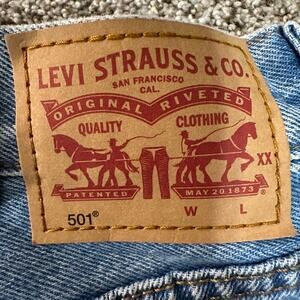 LEVI STRAUSS & CO.
SAN FRANCISCO
CAL.
ORIGINAL RIVETED
QUALITY CLOTHING
XX
PATENTED MAY 20 1873
501® W L